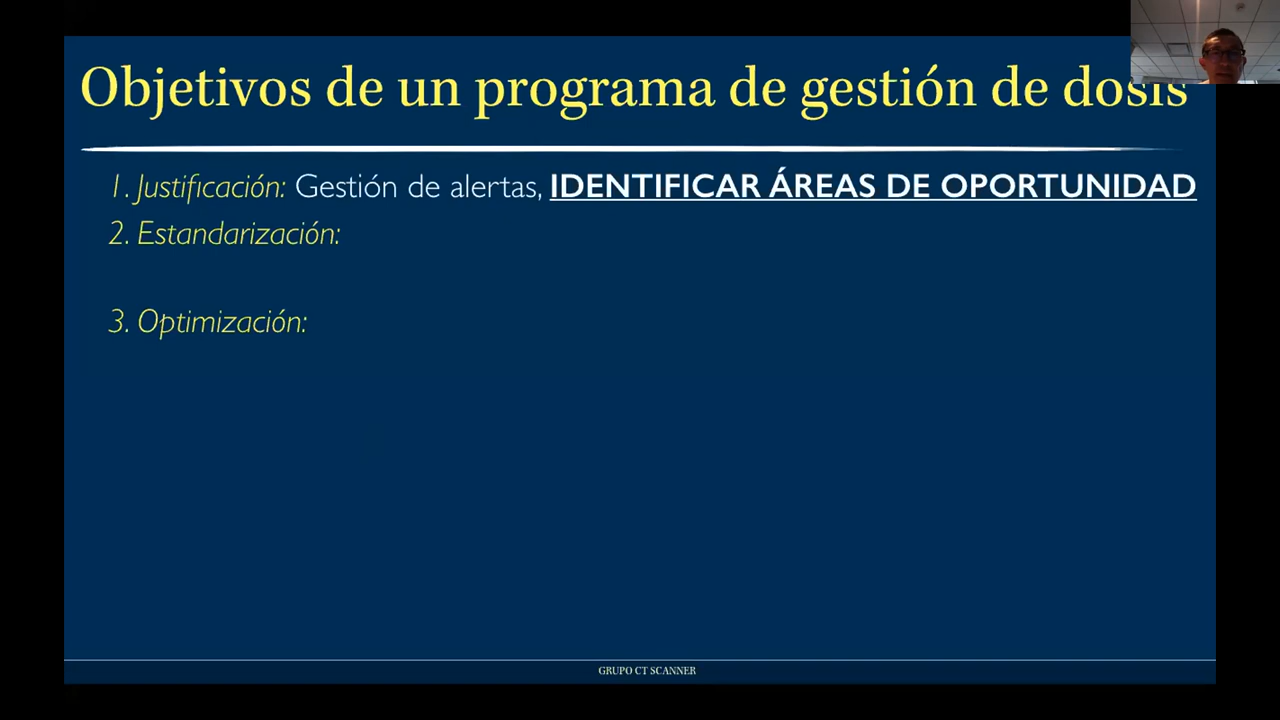 Objetivos de un programa de gestión de dosis
1. Justificación: Gestión de alertas, IDENTIFICAR ÁREAS DE OPORTUNIDAD
2. Estandarización:
3. Optimización:
GRUPO CT SCANNER